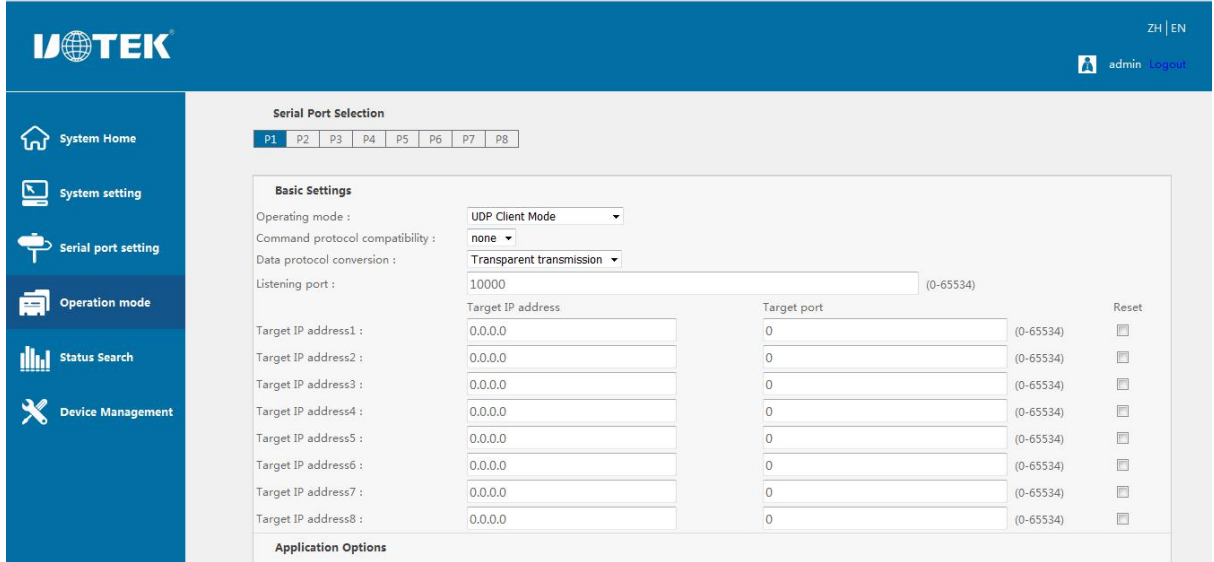 UTEK®
ZH | EN
admin Logout
System Home
System setting
Serial port setting
Operation mode
Status Search
Device Management
Serial Port Selection
P1 P2 P3 P4 P5 P6 P7 P8
Basic Settings
Operating mode : UDP Client Mode
Command protocol compatibility : none
Data protocol conversion : Transparent transmission
Listening port : 10000 (0-65534)
Target IP address Target port Reset
Target IP address1 : 0.0.0.0 0 (0-65534)
Target IP address2 : 0.0.0.0 0 (0-65534)
Target IP address3 : 0.0.0.0 0 (0-65534)
Target IP address4 : 0.0.0.0 0 (0-65534)
Target IP address5 : 0.0.0.0 0 (0-65534)
Target IP address6 : 0.0.0.0 0 (0-65534)
Target IP address7 : 0.0.0.0 0 (0-65534)
Target IP address8 : 0.0.0.0 0 (0-65534)
Application Options